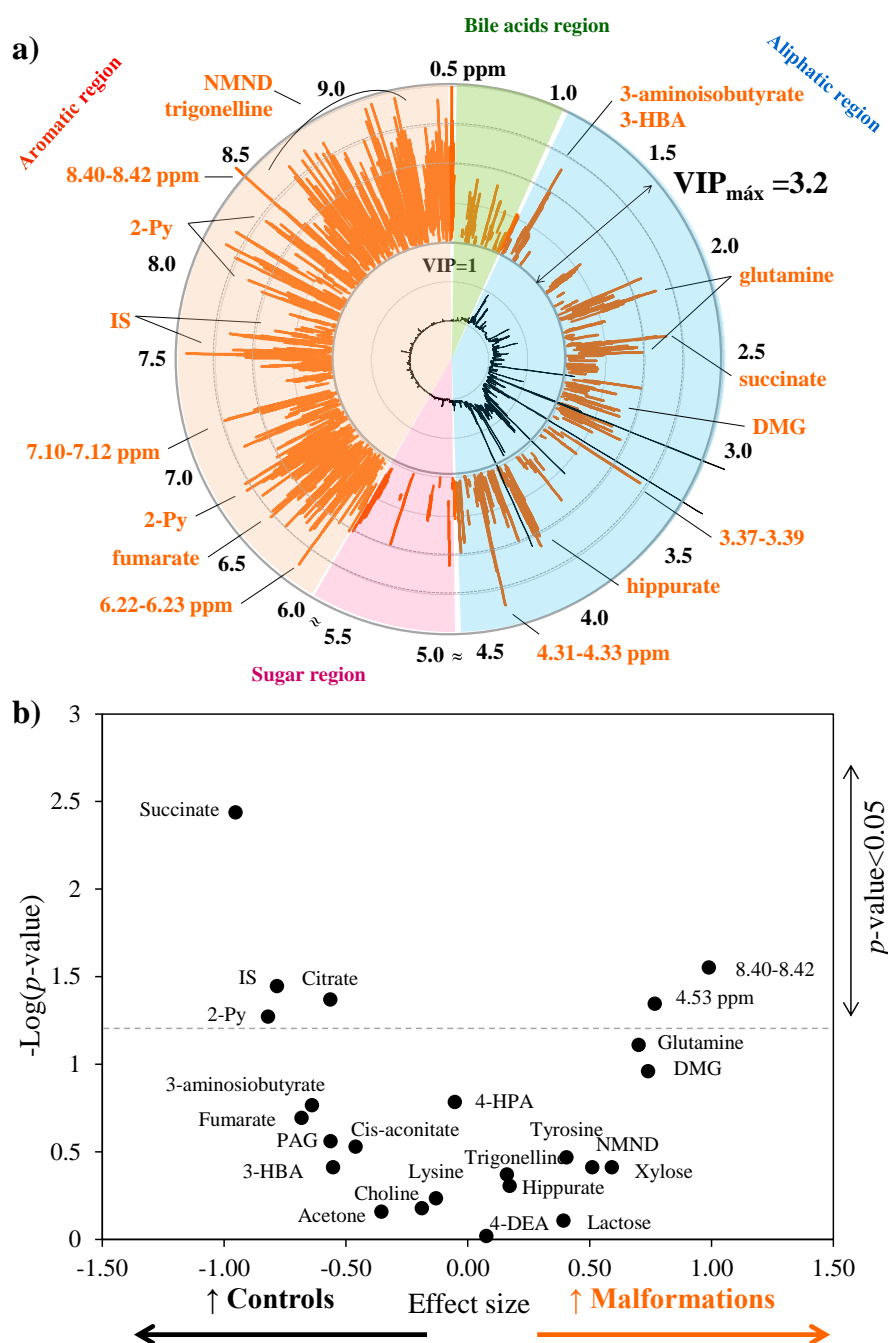 Bile acids region
a)
Aromatic region
Aliphatic region
NMND
trigonelline
9.0
0.5 ppm
1.0
3-aminoisobutyrate
3-HBA
1.5
8.5
8.40-8.42 ppm
VIPmáx =3.2
2-Py
2.0
8.0
VIP=1
glutamine
IS
7.5
2.5
succinate
DMG
7.10-7.12 ppm
3.0
7.0
2-Py
3.37-3.39
fumarate
6.5
3.5
hippurate
6.22-6.23 ppm
6.0
≈
5.5
4.0
5.0 ≈ 4.5
4.31-4.33 ppm
Sugar region
b)
3
2.5
2
1.5
1
0.5
0
-Log(p-value)
p-value<0.05
Succinate
IS
Citrate
2-Py
8.40-8.42
4.53 ppm
Glutamine
DMG
3-aminosiobutyrate
Fumarate
4-HPA
PAG
Cis-aconitate
Tyrosine
NMND
3-HBA
Lysine
Trigonelline
Xylose
Choline
Hippurate
Acetone
4-DEA
Lactose
-1.50 -1.00 -0.50 0.00 0.50 1.00 1.50
↑ Controls
Effect size
↑ Malformations